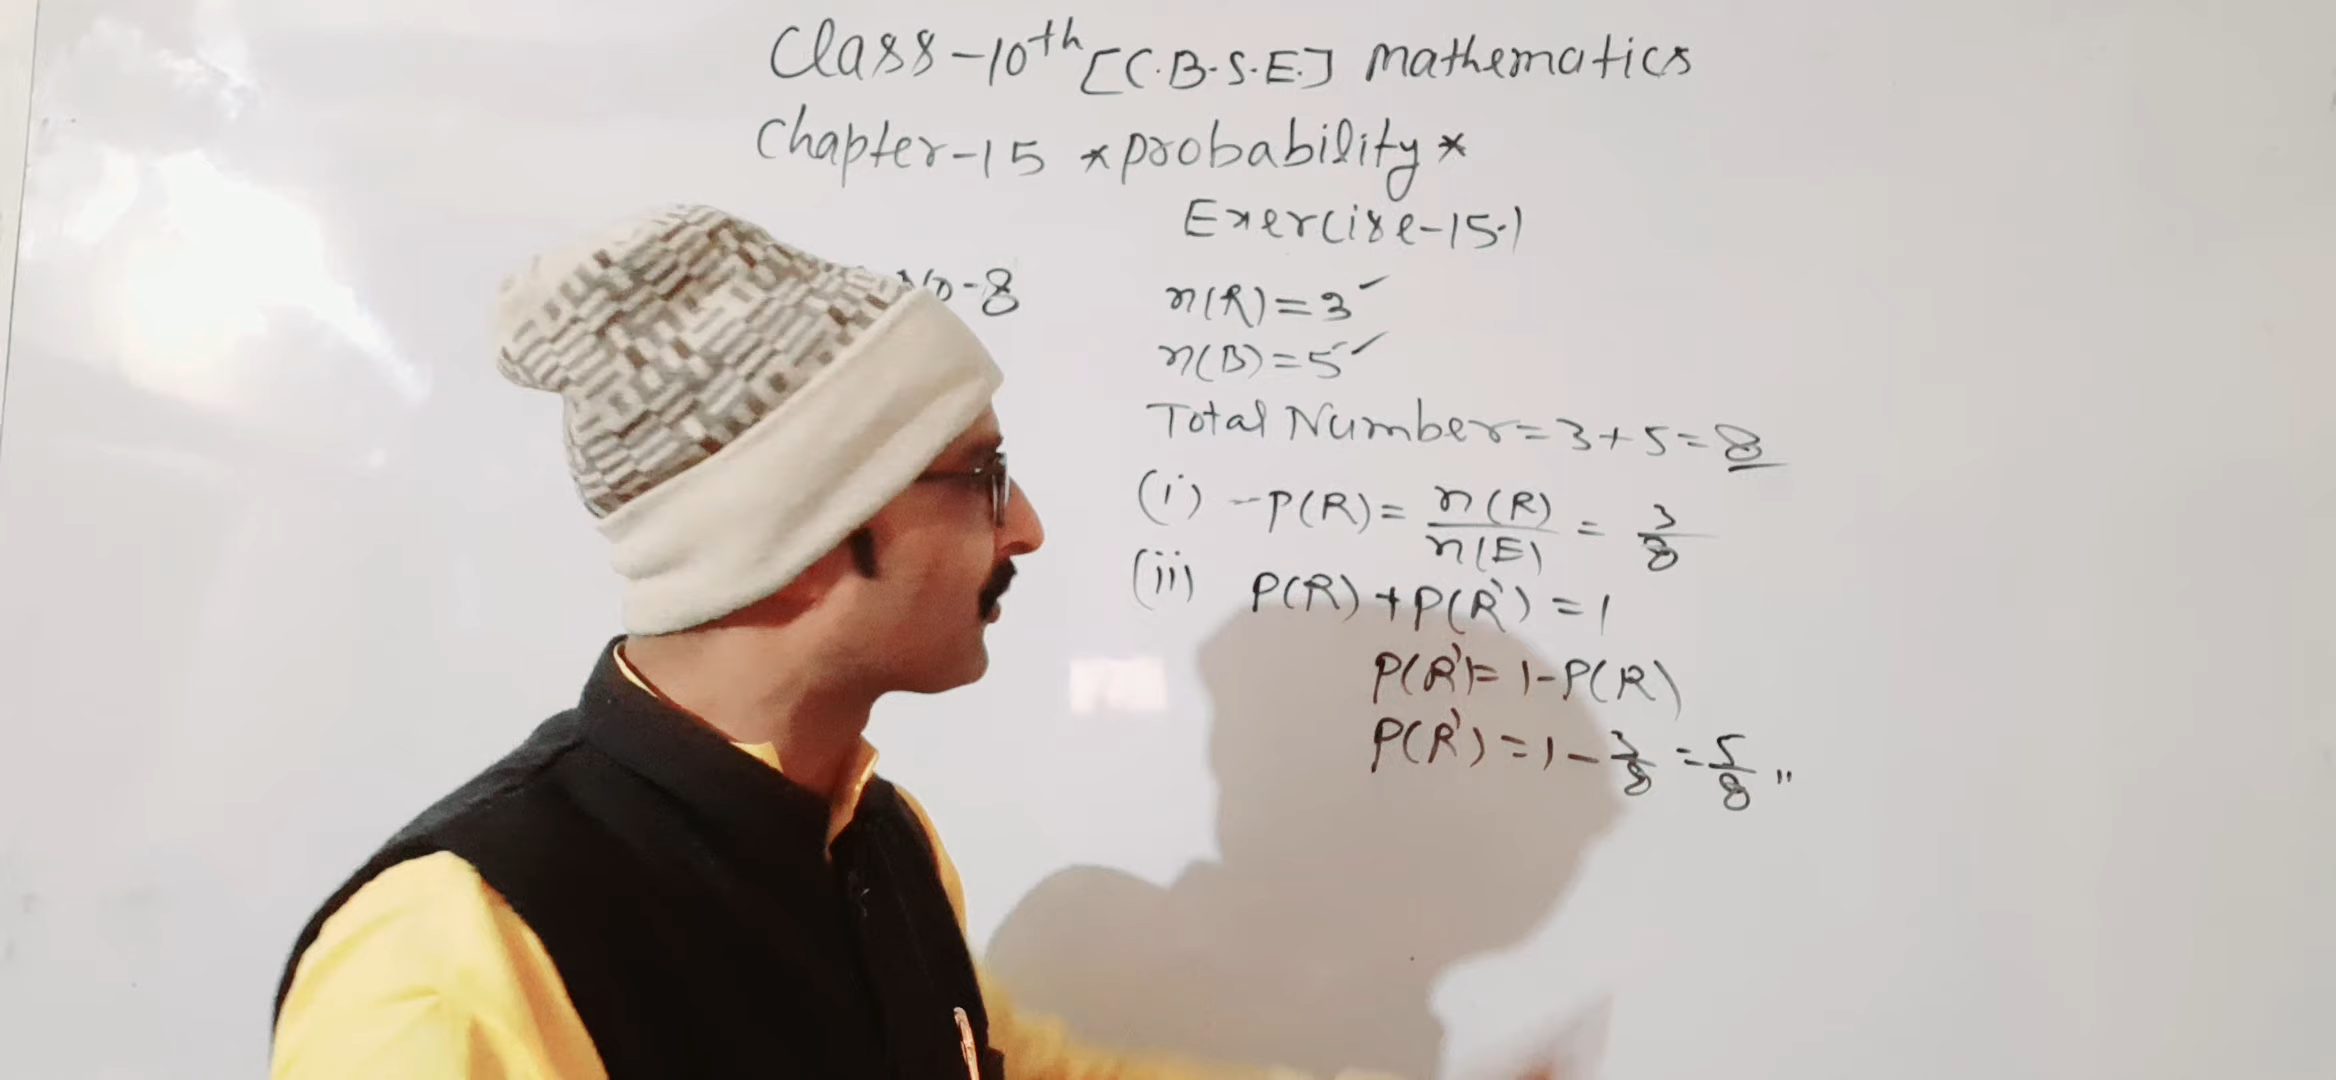 Class-10th [C.B.S.E.] Mathematics
Chapter-15 *probability*
Exercise-15.1
No-8
n(R)=3✓
n(B)=5✓
Total Number=3+5=8
(i) -P(R)= n(R)/n(E) = 3/8
(ii) P(R)+P(R')=1
P(R')=1-P(R)
P(R')=1-3/8=5/8 "